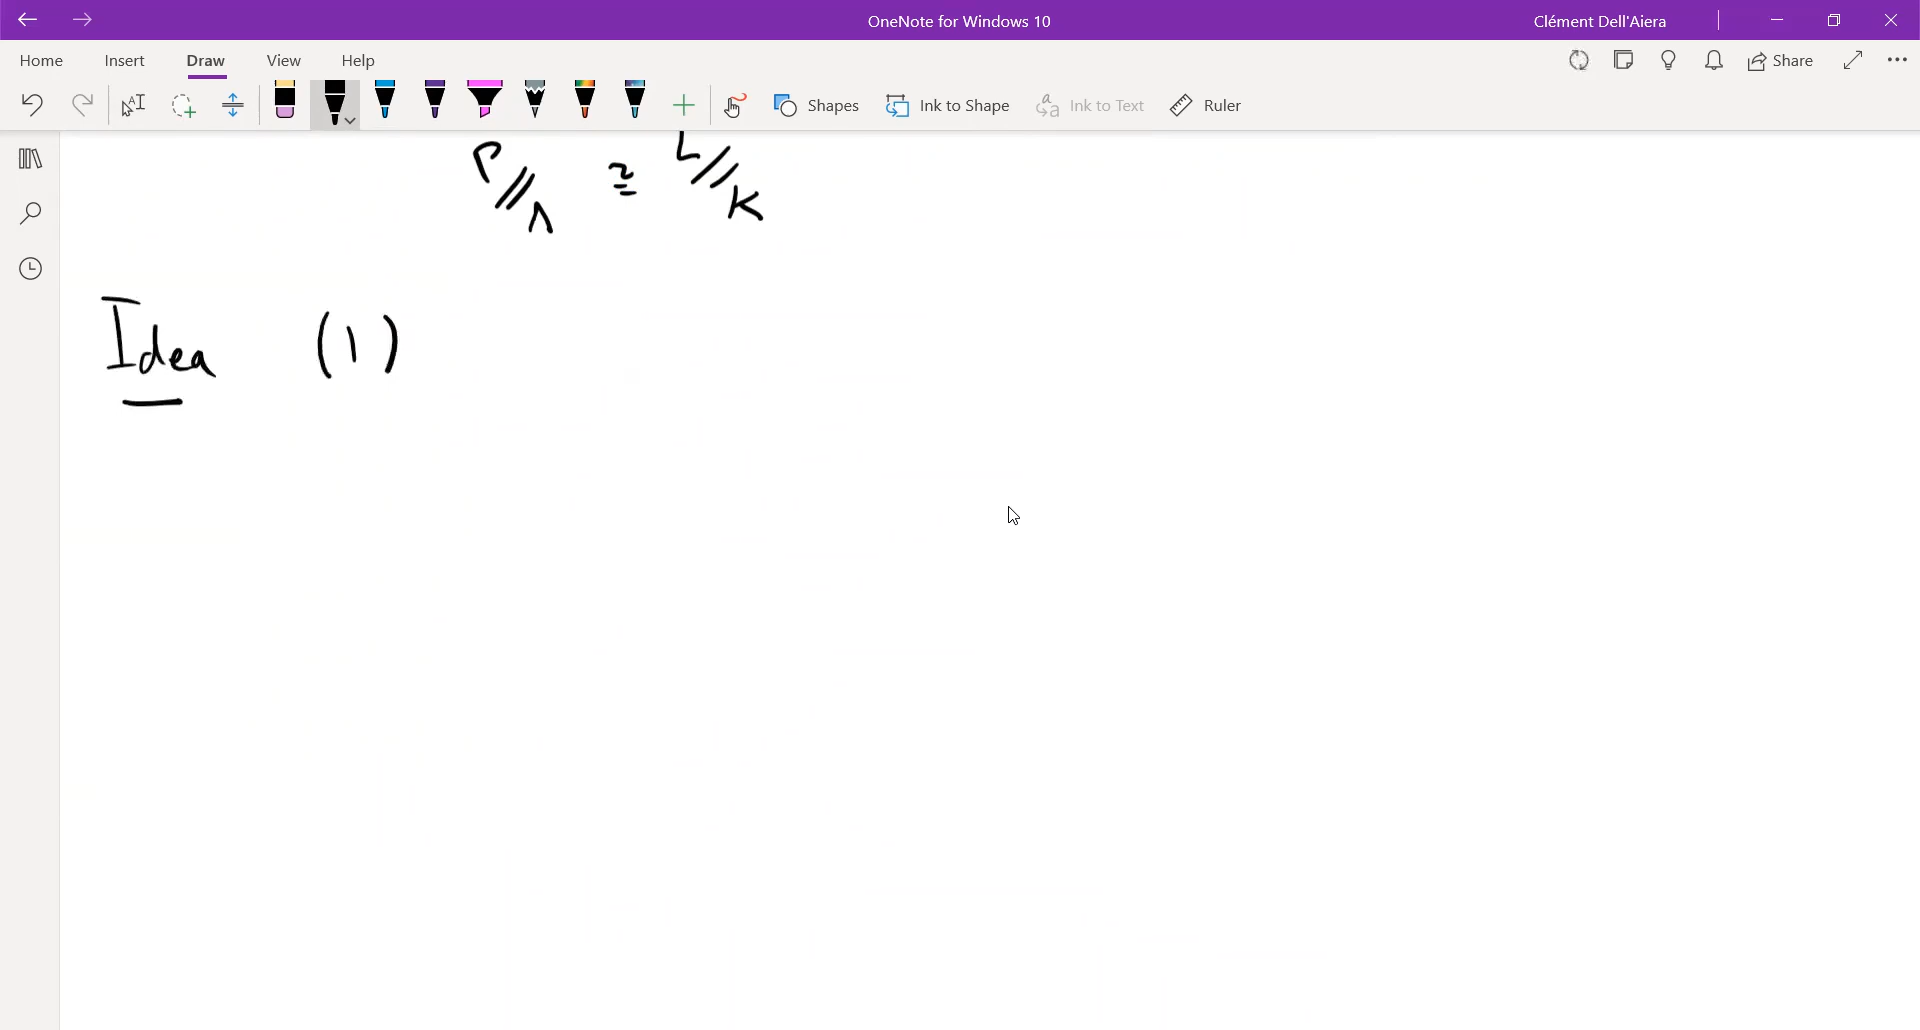 OneNote for Windows 10
Clément Dell'Aiera
Home Insert Draw View Help
Share
Shapes Ink to Shape Ink to Text Ruler
Γ//Λ ≅ L//K
Idea (1)